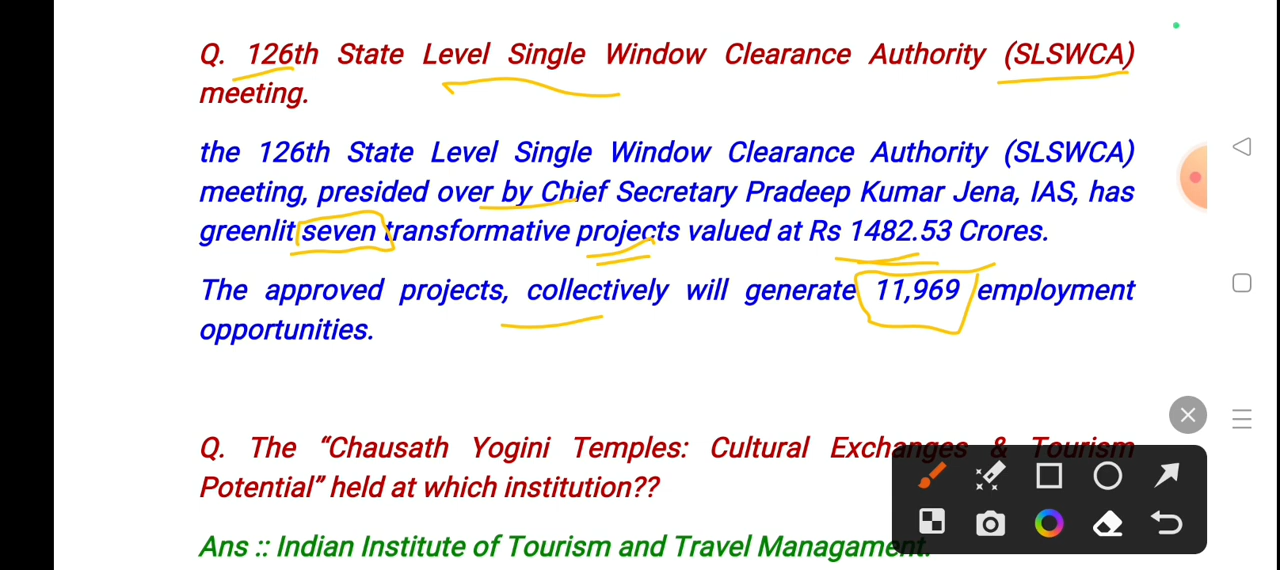 Q. 126th State Level Single Window Clearance Authority (SLSWCA)
meeting.
the 126th State Level Single Window Clearance Authority (SLSWCA)
meeting, presided over by Chief Secretary Pradeep Kumar Jena, IAS, has
greenlit seven transformative projects valued at Rs 1482.53 Crores.
The approved projects, collectively will generate 11,969 employment
opportunities.
Q. The “Chausath Yogini Temples: Cultural Exchanges & Tourism
Potential” held at which institution??
Ans :: Indian Institute of Tourism and Travel Managament.